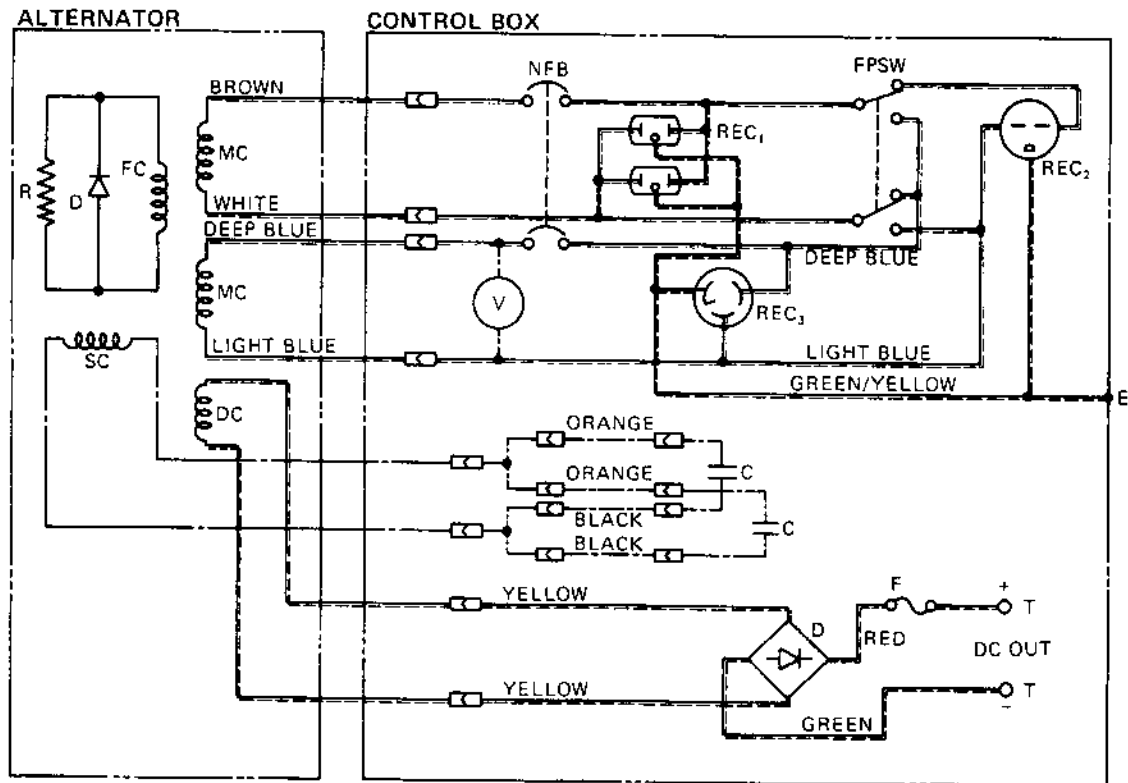 ALTERNATOR
CONTROL BOX
BROWN
NFB
FPSW
REC1
MC
R
D
FC
REC2
WHITE
DEEP BLUE
DEEP BLUE
MC
V
REC3
LIGHT BLUE
LIGHT BLUE
SC
GREEN/YELLOW
E
DC
ORANGE
C
ORANGE
BLACK
C
BLACK
YELLOW
F
+
T
D
RED
DC OUT
YELLOW
T
−
GREEN